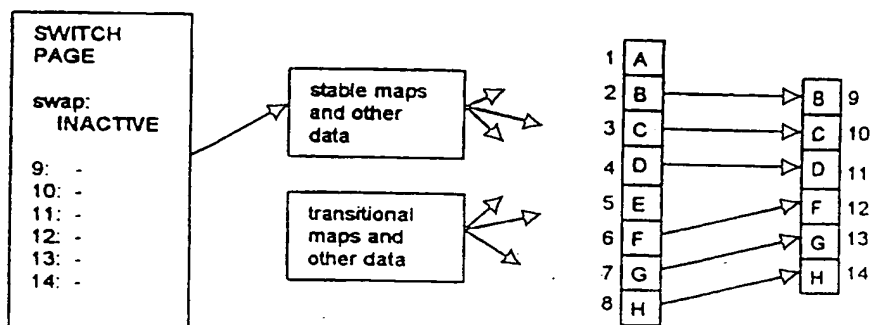 SWITCH
PAGE
swap:
INACTIVE
9: -
10: -
11: -
12: -
13: -
14: -
stable maps
and other
data
transitional
maps and
other data
1 A
2 B
3 C
4 D
5 E
6 F
7 G
8 H
B 9
C 10
D 11
F 12
G 13
H 14